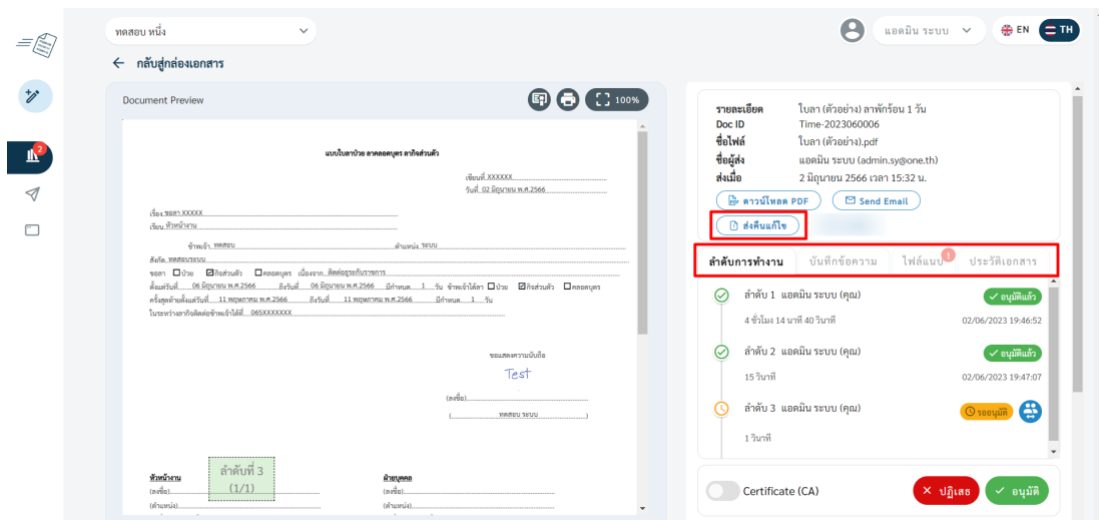 ทดสอบ หนึ่ง
แอดมิน ระบบ
EN
TH
กลับสู่กล่องเอกสาร
2
Document Preview
100%
แบบใบลาป่วย ลาคลอดบุตร ลากิจส่วนตัว
เขียนที่ XXXXXX
วันที่ 02 มิถุนายน พ.ศ.2566
เรื่อง ขอลา XXXXX
เรียน หัวหน้างาน
ข้าพเจ้า ทดสอบ ตำแหน่ง ระบบ
สังกัด ทดสอบระบบ
ขอลา ป่วย กิจส่วนตัว คลอดบุตร เนื่องจาก ติดต่อธุระกับราชการ
ตั้งแต่วันที่ 06 มิถุนายน พ.ศ.2566 ถึงวันที่ 06 มิถุนายน พ.ศ.2566 มีกำหนด 1 วัน ข้าพเจ้าได้ลา ป่วย กิจส่วนตัว คลอดบุตร
ครั้งสุดท้ายตั้งแต่วันที่ 11 พฤษภาคม พ.ศ.2566 ถึงวันที่ 11 พฤษภาคม พ.ศ.2566 มีกำหนด 1 วัน
ในระหว่างลากิจติดต่อข้าพเจ้าได้ที่ 065XXXXXXX
ขอแสดงความนับถือ
Test
(ลงชื่อ)
( ทดสอบ ระบบ )
ลำดับที่ 3
(1/1)
หัวหน้างาน
(ลงชื่อ)
(ตำแหน่ง)
ฝ่ายบุคคล
(ลงชื่อ)
(ตำแหน่ง)
รายละเอียด ใบลา (ตัวอย่าง) ลาพักร้อน 1 วัน
Doc ID Time-2023060006
ชื่อไฟล์ ใบลา (ตัวอย่าง).pdf
ชื่อผู้ส่ง แอดมิน ระบบ (admin.sy@one.th)
ส่งเมื่อ 2 มิถุนายน 2566 เวลา 15:32 น.
ดาวน์โหลด PDF
Send Email
ส่งคืนแก้ไข
ลำดับการทำงาน บันทึกข้อความ ไฟล์แนบ 1 ประวัติเอกสาร
ลำดับ 1 แอดมิน ระบบ (คุณ) อนุมัติแล้ว
4 ชั่วโมง 14 นาที 40 วินาที 02/06/2023 19:46:52
ลำดับ 2 แอดมิน ระบบ (คุณ) อนุมัติแล้ว
15 วินาที 02/06/2023 19:47:07
ลำดับ 3 แอดมิน ระบบ (คุณ) รออนุมัติ
1 วินาที
Certificate (CA)
ปฏิเสธ
อนุมัติ